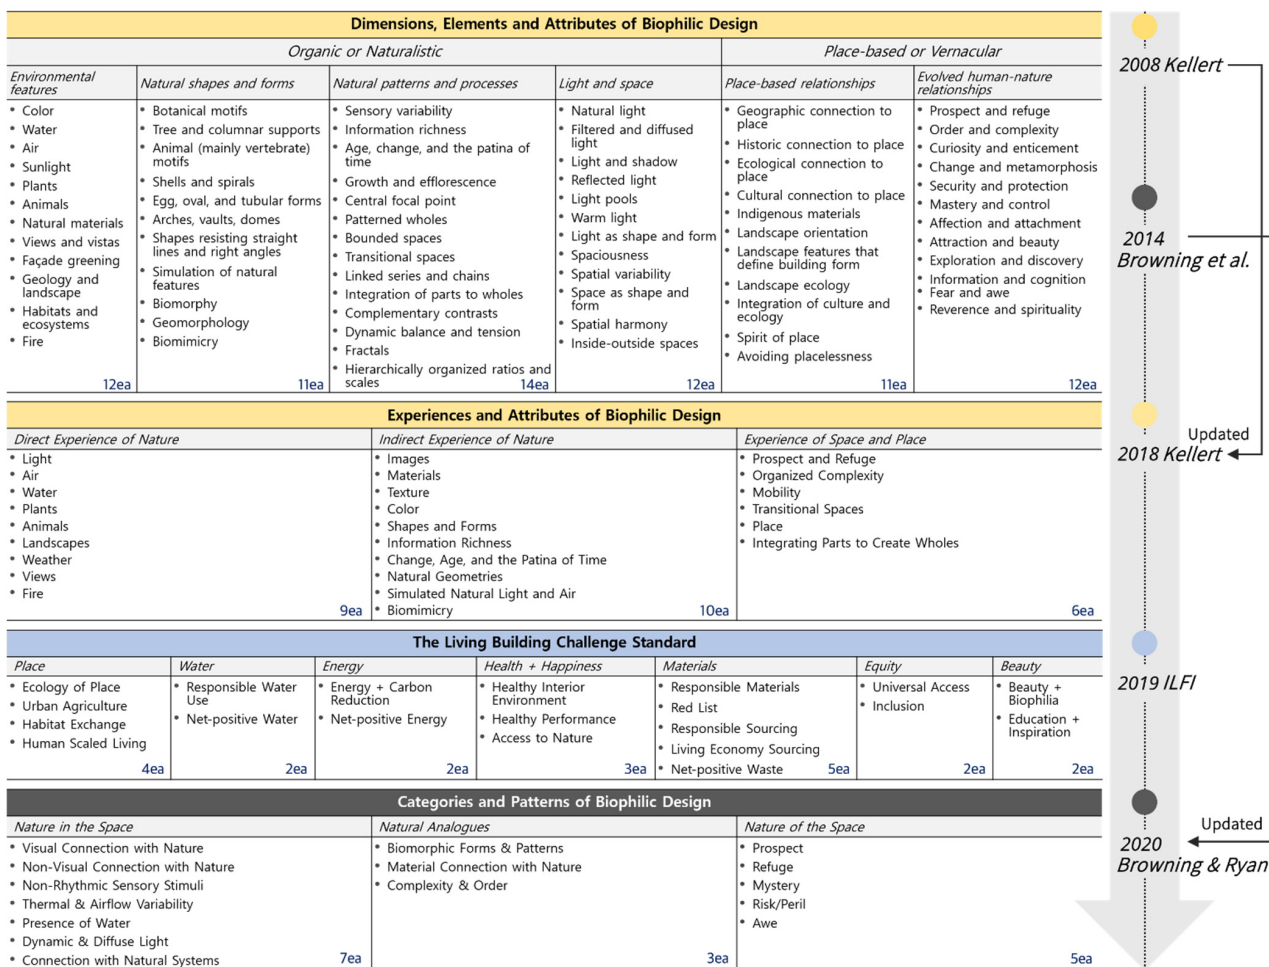 Dimensions, Elements and Attributes of Biophilic Design
Organic or Naturalistic
Place-based or Vernacular
Environmental
features
• Color
• Water
• Air
• Sunlight
• Plants
• Animals
• Natural materials
• Views and vistas
• Façade greening
• Geology and
landscape
• Habitats and
ecosystems
• Fire
12ea
Natural shapes and forms
• Botanical motifs
• Tree and columnar supports
• Animal (mainly vertebrate)
motifs
• Shells and spirals
• Egg, oval, and tubular forms
• Arches, vaults, domes
• Shapes resisting straight
lines and right angles
• Simulation of natural
features
• Biomorphy
• Geomorphology
• Biomimicry
11ea
Natural patterns and processes
• Sensory variability
• Information richness
• Age, change, and the patina of
time
• Growth and efflorescence
• Central focal point
• Patterned wholes
• Bounded spaces
• Transitional spaces
• Linked series and chains
• Integration of parts to wholes
• Complementary contrasts
• Dynamic balance and tension
• Fractals
• Hierarchically organized ratios and
scales
14ea
Light and space
• Natural light
• Filtered and diffused
light
• Light and shadow
• Reflected light
• Light pools
• Warm light
• Light as shape and form
• Spaciousness
• Spatial variability
• Space as shape and
form
• Spatial harmony
• Inside-outside spaces
12ea
Place-based relationships
• Geographic connection to
place
• Historic connection to place
• Ecological connection to
place
• Cultural connection to place
• Indigenous materials
• Landscape orientation
• Landscape features that
define building form
• Landscape ecology
• Integration of culture and
ecology
• Spirit of place
• Avoiding placelessness
11ea
Evolved human-nature
relationships
• Prospect and refuge
• Order and complexity
• Curiosity and enticement
• Change and metamorphosis
• Security and protection
• Mastery and control
• Affection and attachment
• Attraction and beauty
• Exploration and discovery
• Information and cognition
• Fear and awe
• Reverence and spirituality
12ea
Experiences and Attributes of Biophilic Design
Direct Experience of Nature
• Light
• Air
• Water
• Plants
• Animals
• Landscapes
• Weather
• Views
• Fire
9ea
Indirect Experience of Nature
• Images
• Materials
• Texture
• Color
• Shapes and Forms
• Information Richness
• Change, Age, and the Patina of Time
• Natural Geometries
• Simulated Natural Light and Air
• Biomimicry
10ea
Experience of Space and Place
• Prospect and Refuge
• Organized Complexity
• Mobility
• Transitional Spaces
• Place
• Integrating Parts to Create Wholes
6ea
The Living Building Challenge Standard
Place
• Ecology of Place
• Urban Agriculture
• Habitat Exchange
• Human Scaled Living
4ea
Water
• Responsible Water
Use
• Net-positive Water
2ea
Energy
• Energy + Carbon
Reduction
• Net-positive Energy
2ea
Health + Happiness
• Healthy Interior
Environment
• Healthy Performance
• Access to Nature
3ea
Materials
• Responsible Materials
• Red List
• Responsible Sourcing
• Living Economy Sourcing
• Net-positive Waste
5ea
Equity
• Universal Access
• Inclusion
2ea
Beauty
• Beauty +
Biophilia
• Education +
Inspiration
2ea
Categories and Patterns of Biophilic Design
Nature in the Space
• Visual Connection with Nature
• Non-Visual Connection with Nature
• Non-Rhythmic Sensory Stimuli
• Thermal & Airflow Variability
• Presence of Water
• Dynamic & Diffuse Light
• Connection with Natural Systems
7ea
Natural Analogues
• Biomorphic Forms & Patterns
• Material Connection with Nature
• Complexity & Order
3ea
Nature of the Space
• Prospect
• Refuge
• Mystery
• Risk/Peril
• Awe
5ea
2008 Kellert
2014
Browning et al.
Updated
2018 Kellert
2019 ILFI
Updated
2020
Browning & Ryan